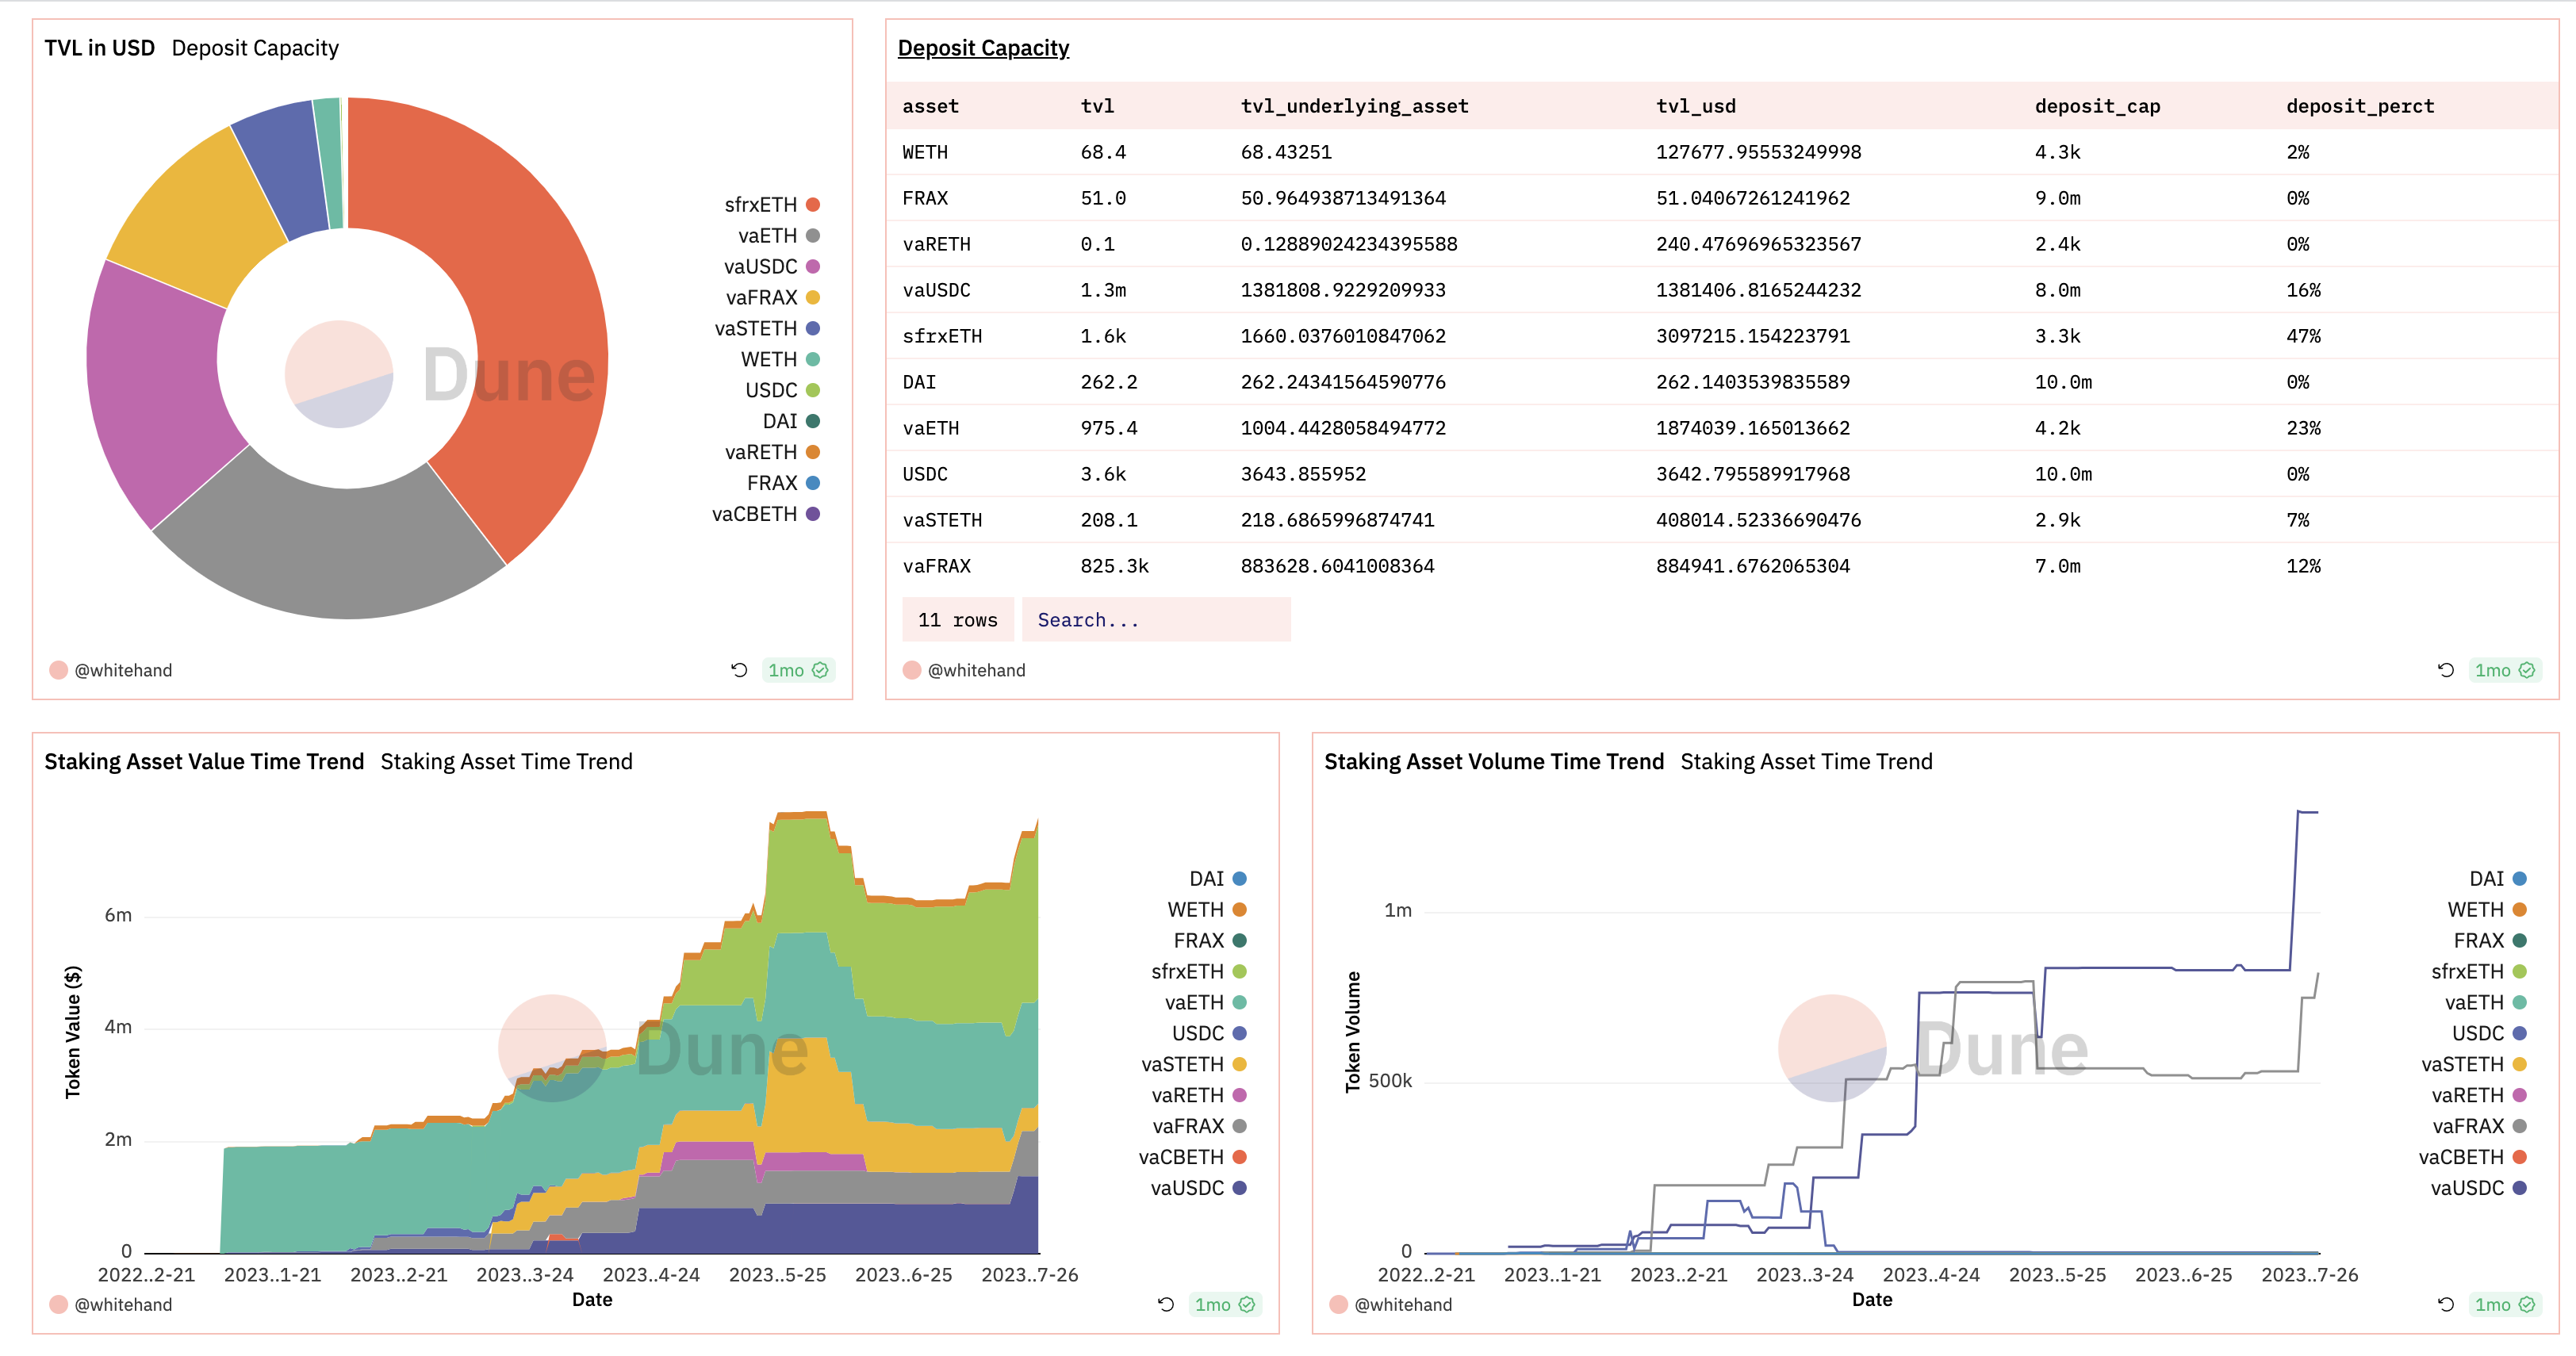 TVL in USD Deposit Capacity
sfrxETH
vaETH
vaUSDC
vaFRAX
vaSTETH
WETH
USDC
DAI
vaRETH
FRAX
vaCBETH
Dune
@whitehand
1mo
Deposit Capacity
asset tvl tvl_underlying_asset tvl_usd deposit_cap deposit_perct
WETH 68.4 68.43251 127677.95553249998 4.3k 2%
FRAX 51.0 50.964938713491364 51.04067261241962 9.0m 0%
vaRETH 0.1 0.12889024234395588 240.47696965323567 2.4k 0%
vaUSDC 1.3m 1381808.9229209933 1381406.8165244232 8.0m 16%
sfrxETH 1.6k 1660.0376010847062 3097215.154223791 3.3k 47%
DAI 262.2 262.24341564590776 262.1403539835589 10.0m 0%
vaETH 975.4 1004.4428058494772 1874039.165013662 4.2k 23%
USDC 3.6k 3643.855952 3642.795589917968 10.0m 0%
vaSTETH 208.1 218.6865996874741 408014.52336690476 2.9k 7%
vaFRAX 825.3k 883628.6041008364 884941.6762065304 7.0m 12%
11 rows Search...
@whitehand
1mo
Staking Asset Value Time Trend Staking Asset Time Trend
Token Value ($)
6m
4m
2m
0
Dune
DAI
WETH
FRAX
sfrxETH
vaETH
USDC
vaSTETH
vaRETH
vaFRAX
vaCBETH
vaUSDC
2022..2-21 2023..1-21 2023..2-21 2023..3-24 2023..4-24 2023..5-25 2023..6-25 2023..7-26
Date
@whitehand
1mo
Staking Asset Volume Time Trend Staking Asset Time Trend
Token Volume
1m
500k
0
Dune
DAI
WETH
FRAX
sfrxETH
vaETH
USDC
vaSTETH
vaRETH
vaFRAX
vaCBETH
vaUSDC
2022..2-21 2023..1-21 2023..2-21 2023..3-24 2023..4-24 2023..5-25 2023..6-25 2023..7-26
Date
@whitehand
1mo